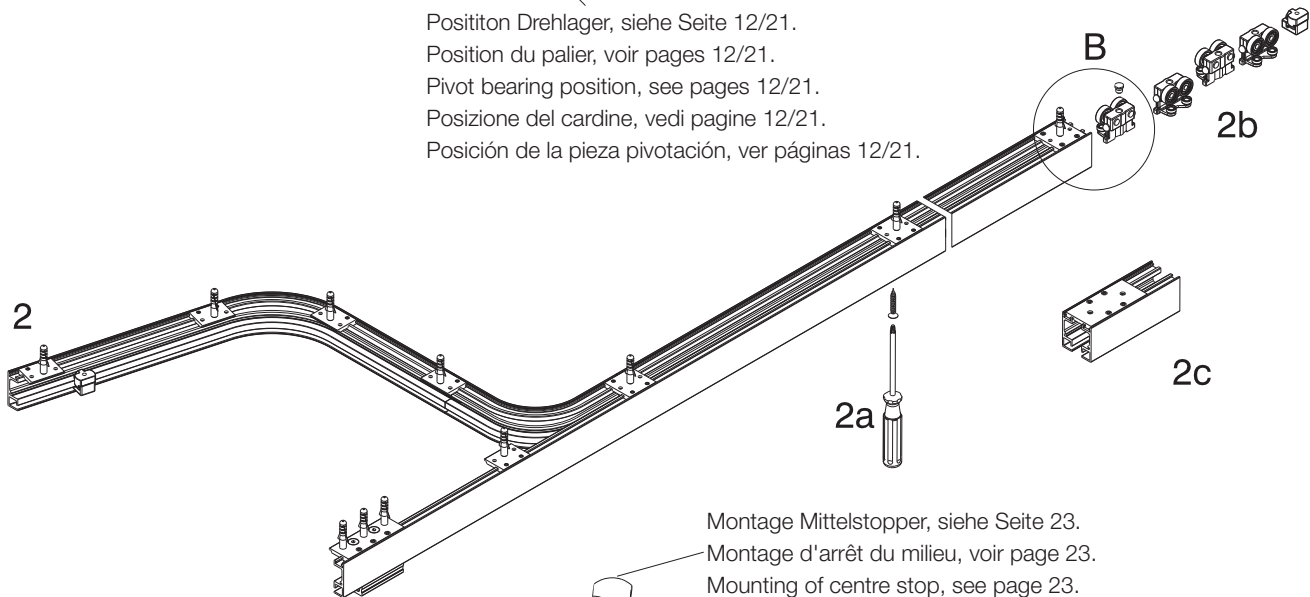 Posititon Drehlager, siehe Seite 12/21.
Position du palier, voir pages 12/21.
Pivot bearing position, see pages 12/21.
Posizione del cardine, vedi pagine 12/21.
Posición de la pieza pivotación, ver páginas 12/21.
B
2b
2
2c
2a
Montage Mittelstopper, siehe Seite 23.
Montage d'arrêt du milieu, voir page 23.
Mounting of centre stop, see page 23.